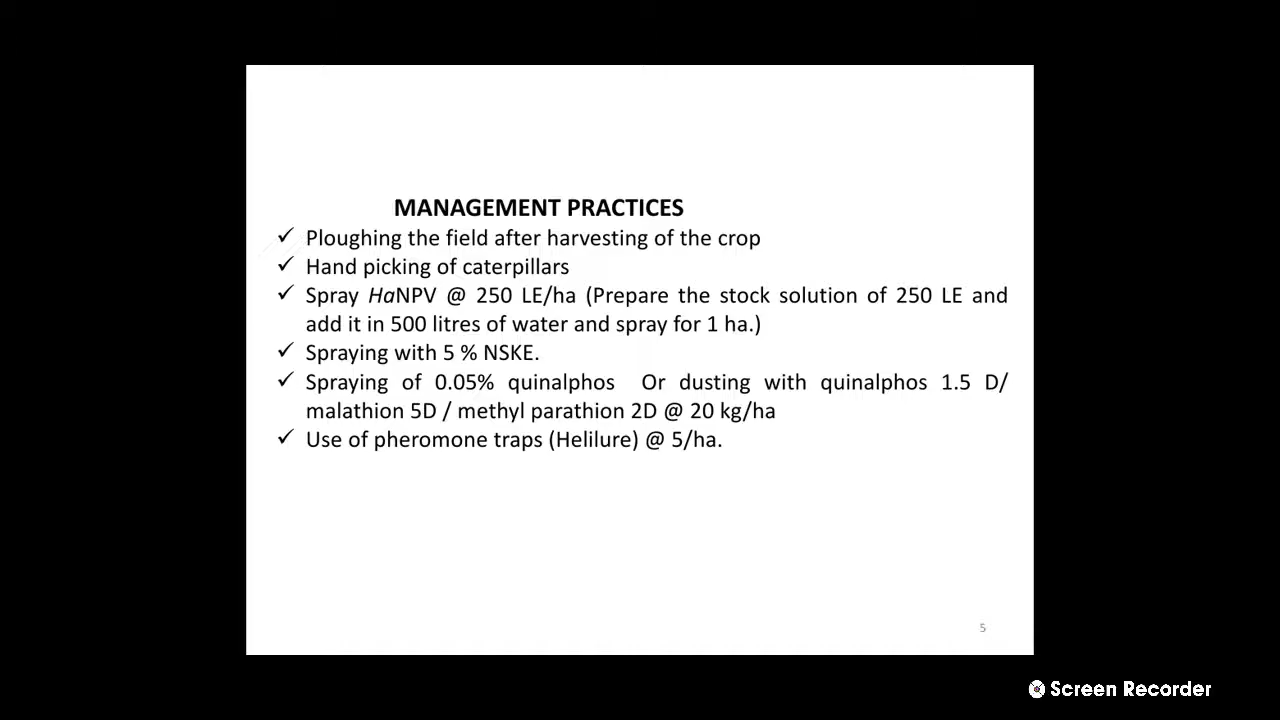 MANAGEMENT PRACTICES
✓ Ploughing the field after harvesting of the crop
✓ Hand picking of caterpillars
✓ Spray HaNPV @ 250 LE/ha (Prepare the stock solution of 250 LE and
add it in 500 litres of water and spray for 1 ha.)
✓ Spraying with 5 % NSKE.
✓ Spraying of 0.05% quinalphos Or dusting with quinalphos 1.5 D/
malathion 5D / methyl parathion 2D @ 20 kg/ha
✓ Use of pheromone traps (Helilure) @ 5/ha.
5
Screen Recorder